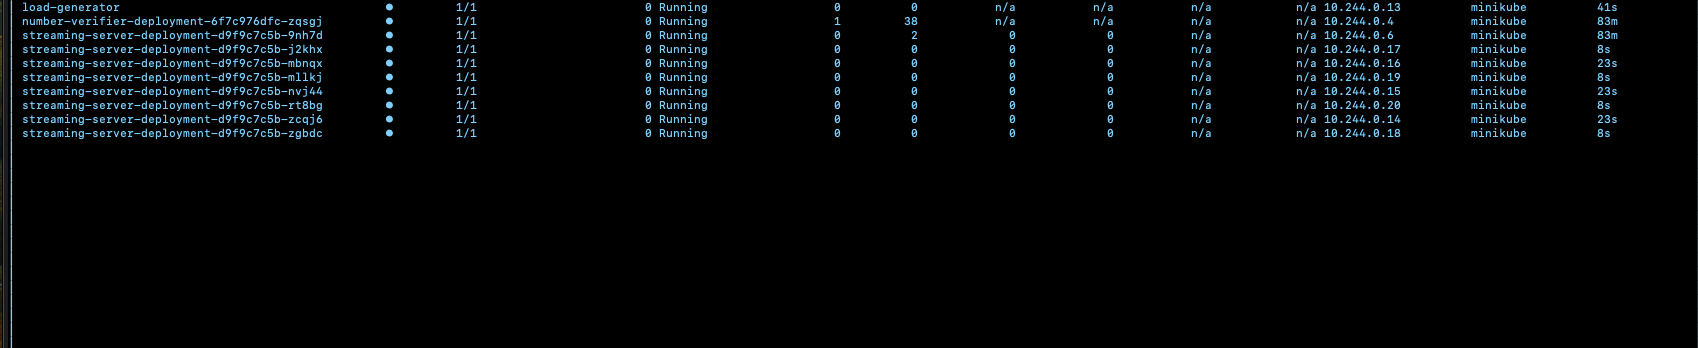 load-generator ● 1/1 0 Running 0 0 n/a n/a n/a n/a 10.244.0.13 minikube 41s
number-verifier-deployment-6f7c976dfc-zqsgj ● 1/1 0 Running 1 38 n/a n/a n/a n/a 10.244.0.4 minikube 83m
streaming-server-deployment-d9f9c7c5b-9nh7d ● 1/1 0 Running 0 2 0 0 n/a n/a 10.244.0.6 minikube 83m
streaming-server-deployment-d9f9c7c5b-j2khx ● 1/1 0 Running 0 0 0 0 n/a n/a 10.244.0.17 minikube 8s
streaming-server-deployment-d9f9c7c5b-mbnqx ● 1/1 0 Running 0 0 0 0 n/a n/a 10.244.0.16 minikube 23s
streaming-server-deployment-d9f9c7c5b-mllkj ● 1/1 0 Running 0 0 0 0 n/a n/a 10.244.0.19 minikube 8s
streaming-server-deployment-d9f9c7c5b-nvj44 ● 1/1 0 Running 0 0 0 0 n/a n/a 10.244.0.15 minikube 23s
streaming-server-deployment-d9f9c7c5b-rt8bg ● 1/1 0 Running 0 0 0 0 n/a n/a 10.244.0.20 minikube 8s
streaming-server-deployment-d9f9c7c5b-zcqj6 ● 1/1 0 Running 0 0 0 0 n/a n/a 10.244.0.14 minikube 23s
streaming-server-deployment-d9f9c7c5b-zgbdc ● 1/1 0 Running 0 0 0 0 n/a n/a 10.244.0.18 minikube 8s